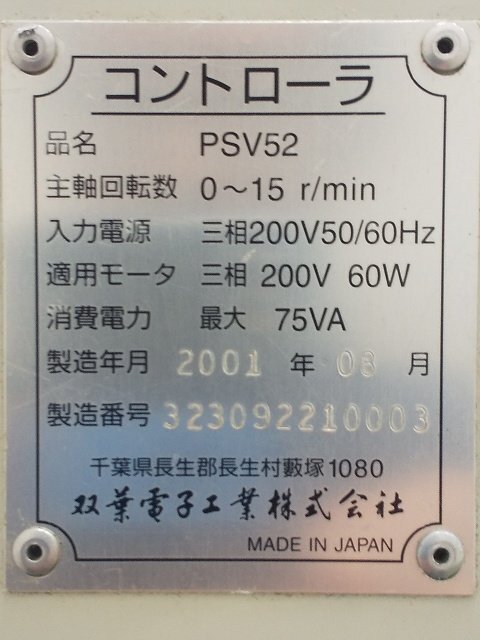 コントローラ
品名 PSV52
主軸回転数 0～15 r/min
入力電源 三相200V50/60Hz
適用モータ 三相 200V 60W
消費電力 最大 75VA
製造年月 2001 年 08 月
製造番号 323092210003
千葉県長生郡長生村藪塚1080
双葉電子工業株式会社
MADE IN JAPAN